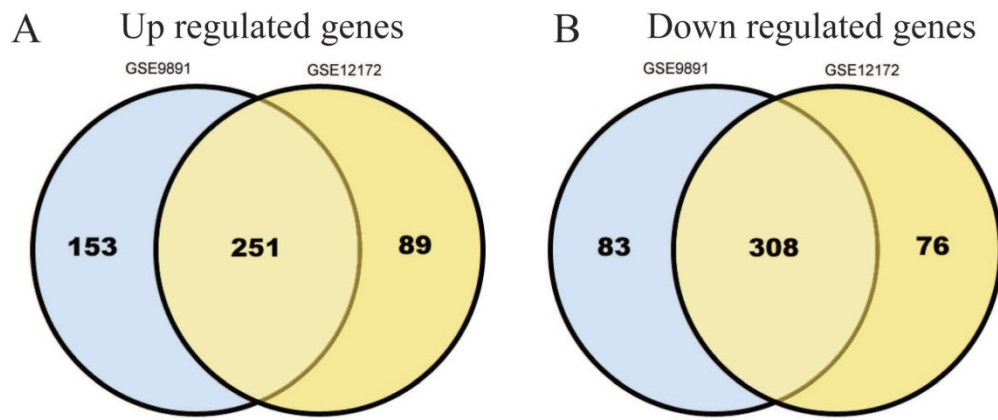 A Up regulated genes
GSE9891 GSE12172
153 251 89
B Down regulated genes
GSE9891 GSE12172
83 308 76